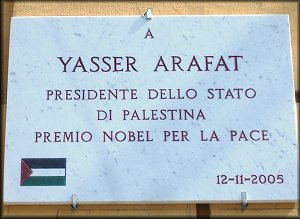 A
YASSER ARAFAT
PRESIDENTE DELLO STATO
DI PALESTINA
PREMIO NOBEL PER LA PACE
12-11-2005